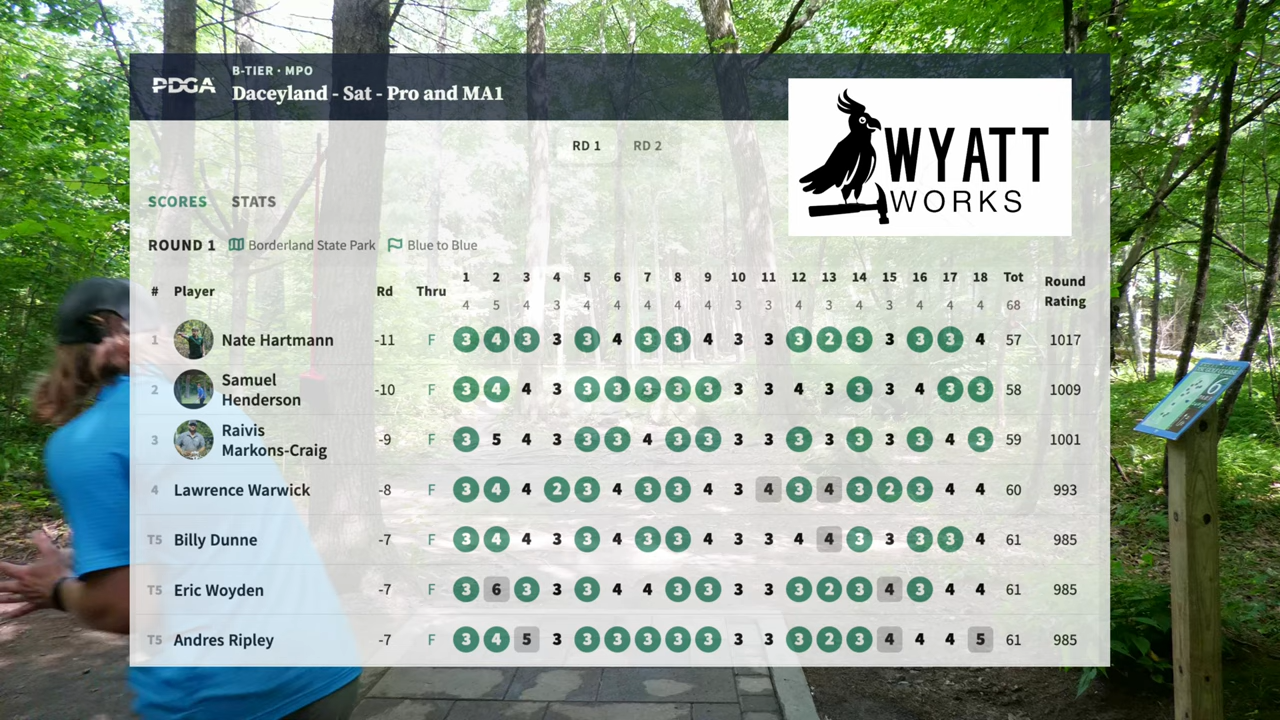 PDGA
B-TIER · MPO
Daceyland - Sat - Pro and MA1
WYATT
WORKS
RD 1 RD 2
SCORES STATS
ROUND 1 Borderland State Park Blue to Blue
# Player Rd Thru 1 2 3 4 5 6 7 8 9 10 11 12 13 14 15 16 17 18 Tot Round Rating
4 5 4 3 4 4 4 4 4 3 3 4 3 4 3 4 4 4 68
1 Nate Hartmann -11 F 3 4 3 3 3 4 3 3 4 3 3 3 2 3 3 3 3 4 57 1017
2 Samuel Henderson -10 F 3 4 4 3 3 3 3 3 3 3 3 4 3 3 3 4 3 3 58 1009
3 Raivis Markons-Craig -9 F 3 5 4 3 3 3 4 3 3 3 3 3 3 3 3 3 4 3 59 1001
4 Lawrence Warwick -8 F 3 4 4 2 3 4 3 3 4 3 4 3 4 3 2 3 4 4 60 993
T5 Billy Dunne -7 F 3 4 4 3 3 4 3 3 4 3 3 4 4 3 3 3 3 4 61 985
T5 Eric Woyden -7 F 3 6 3 3 3 4 4 3 3 3 3 3 2 3 4 3 4 4 61 985
T5 Andres Ripley -7 F 3 4 5 3 3 3 3 3 3 3 3 3 2 3 4 4 4 5 61 985
6